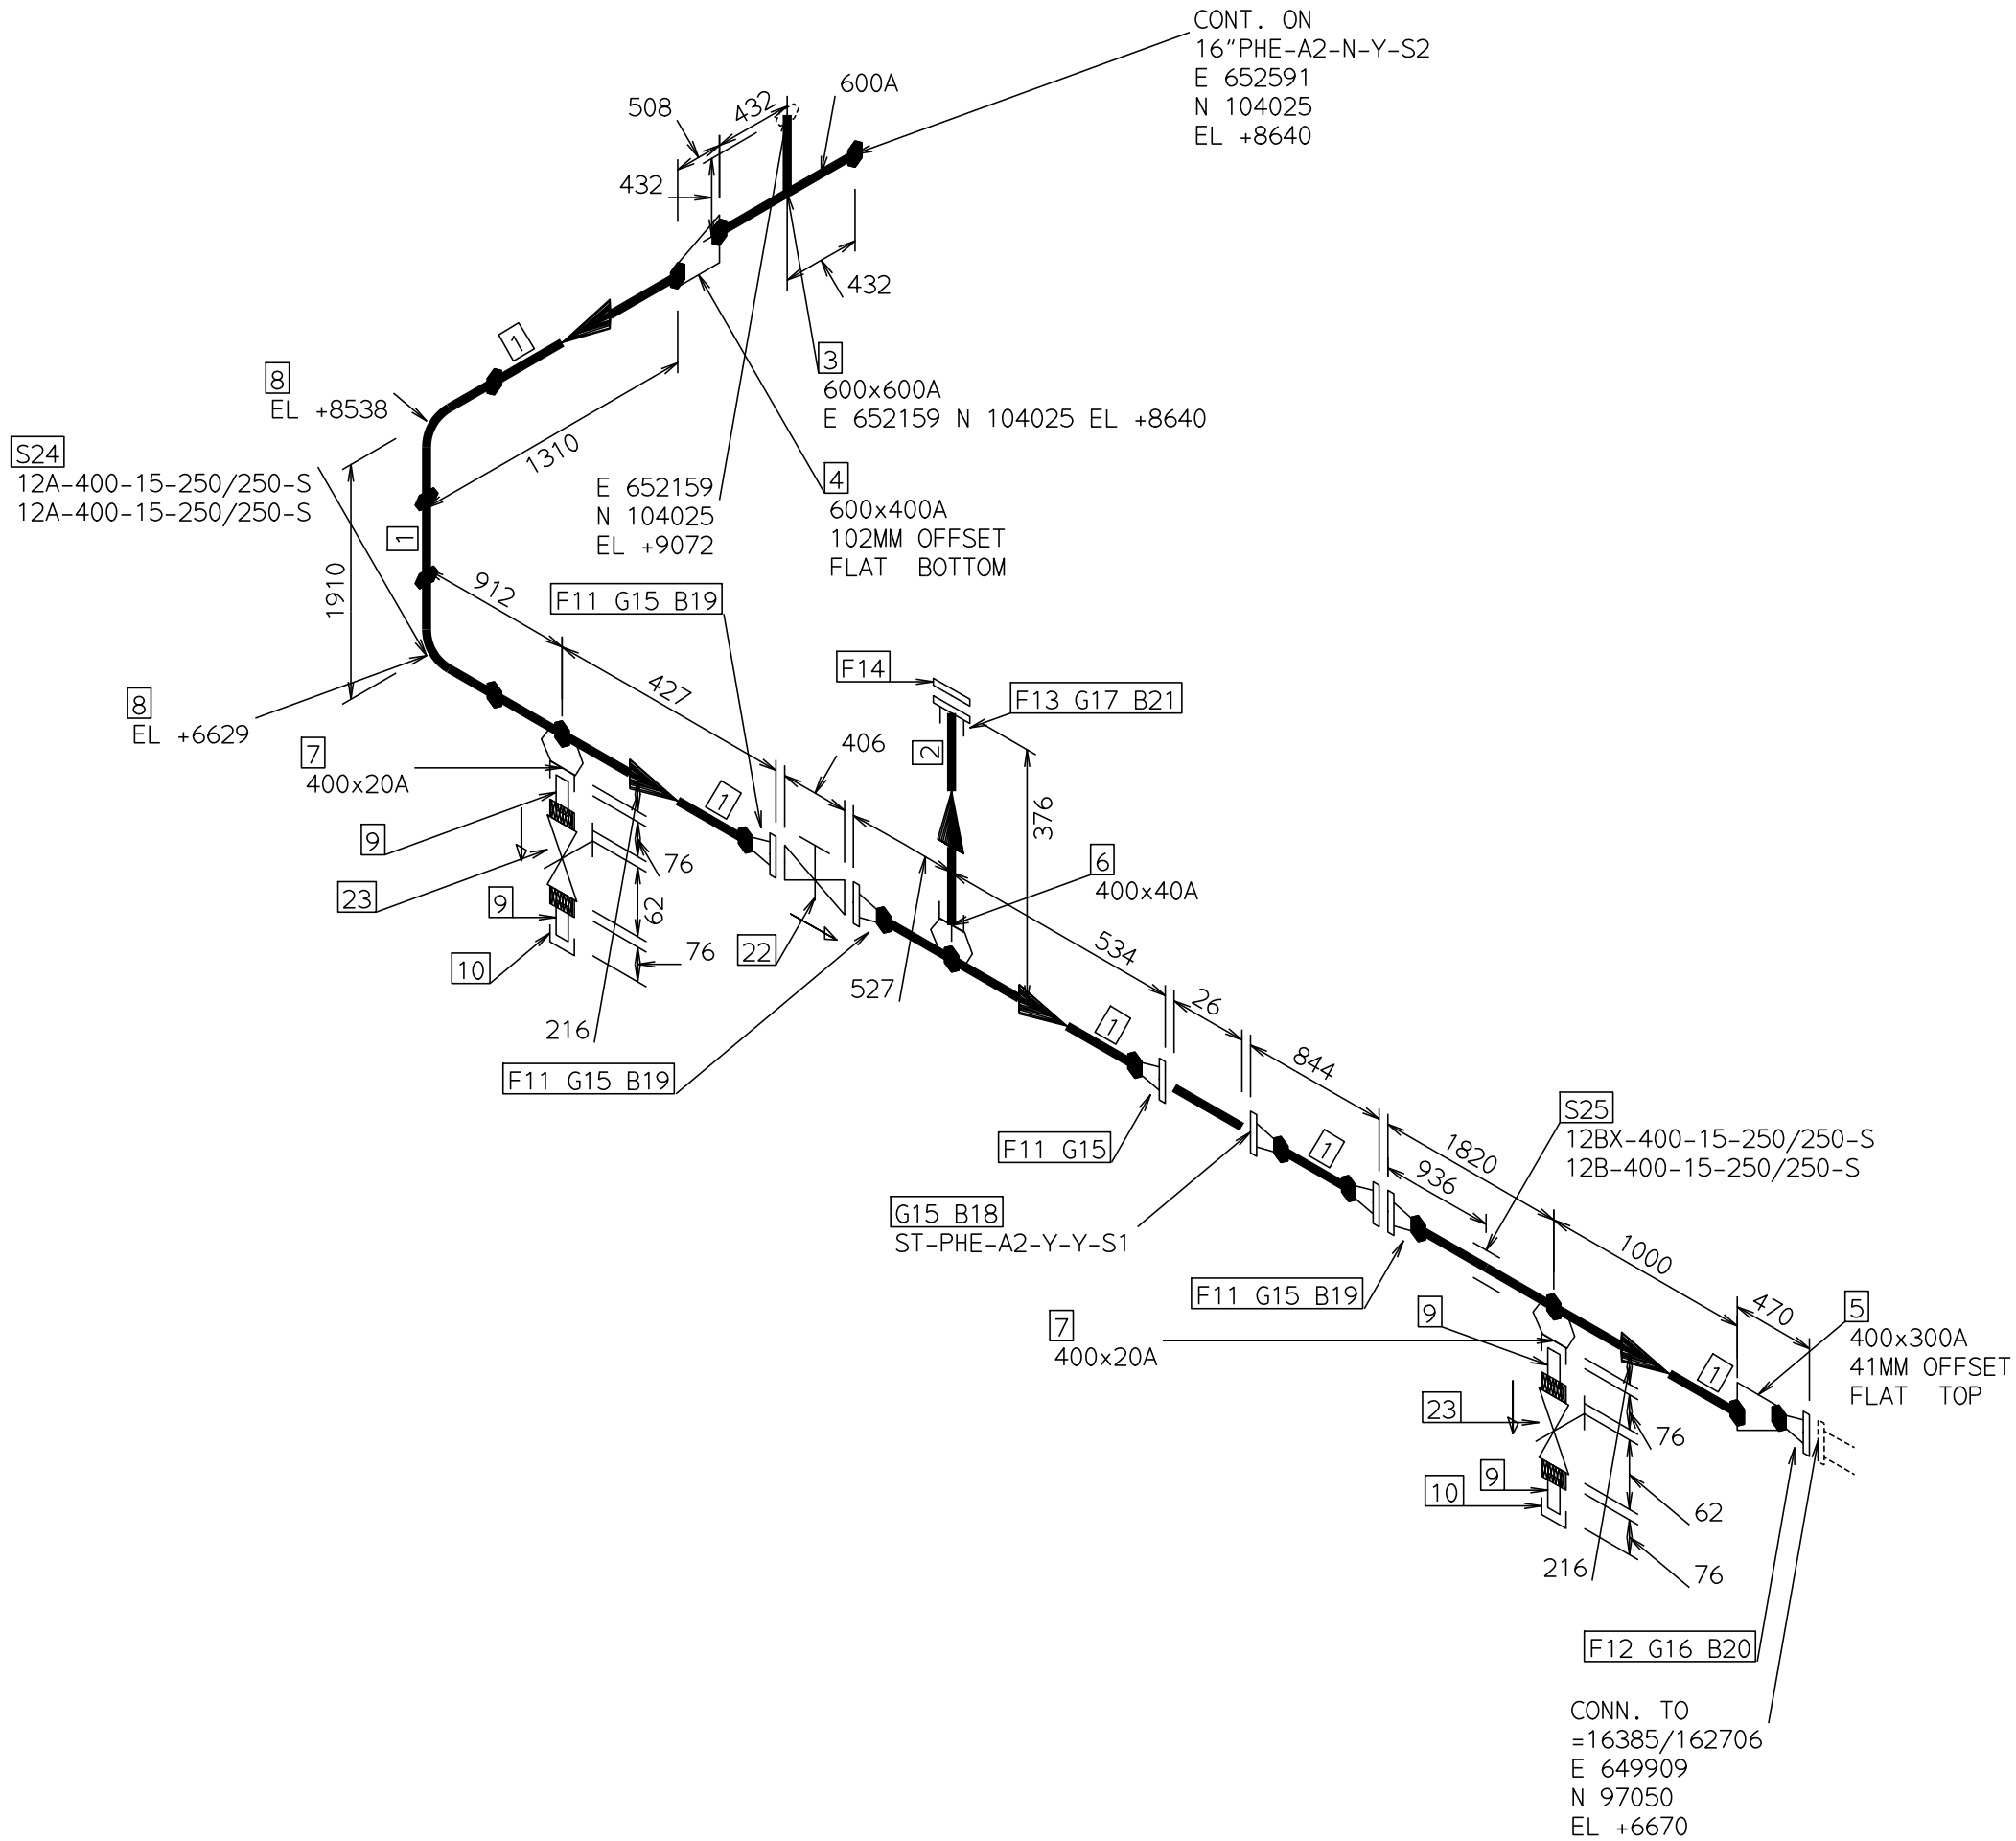 CONT. ON
16"PHE-A2-N-Y-S2
E 652591
N 104025
EL +8640
600A
432
508
432
432
3
600x600A
E 652159 N 104025 EL +8640
1
8
EL +8538
1310
S24
12A-400-15-250/250-S
12A-400-15-250/250-S
E 652159
N 104025
EL +9072
4
600x400A
102MM OFFSET
FLAT BOTTOM
1
1910
912
F11 G15 B19
427
F14
F13 G17 B21
8
EL +6629
7
400x20A
406
2
376
1
9
76
6
400x40A
23
9
62
22
10
76
534
527
26
216
1
F11 G15 B19
844
F11 G15
1
1820
936
S25
12BX-400-15-250/250-S
12B-400-15-250/250-S
G15 B18
ST-PHE-A2-Y-Y-S1
1000
F11 G15 B19
470
5
400x300A
41MM OFFSET
FLAT TOP
7
400x20A
9
1
23
76
9
10
62
216
76
F12 G16 B20
CONN. TO
=16385/162706
E 649909
N 97050
EL +6670